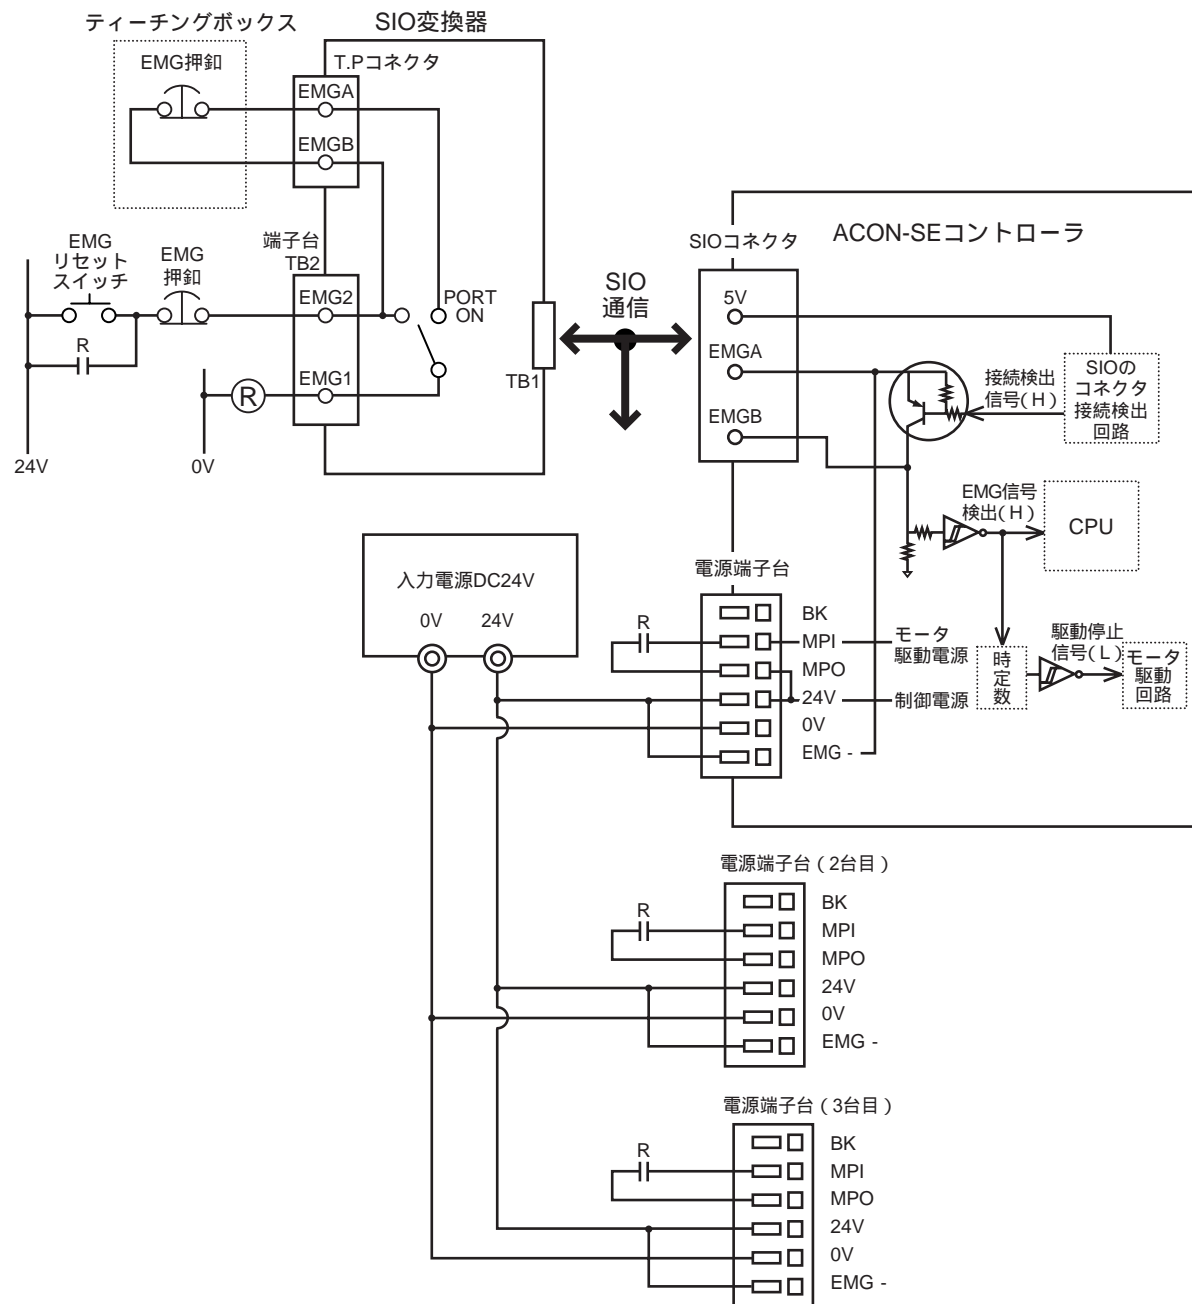 ティーチングボックス
SIO変換器
EMG押釦
T.Pコネクタ
EMGA
EMGB
端子台
TB2
EMG
リセット
スイッチ
EMG
押釦
EMG2
PORT
ON
R
EMG1
R
TB1
24V
0V
SIO
通信
ACON-SEコントローラ
SIOコネクタ
5V
EMGA
EMGB
接続検出
信号(H)
SIOの
コネクタ
接続検出
回路
EMG信号
検出(H)
CPU
入力電源DC24V
0V
24V
電源端子台
R
BK
MPI
MPO
24V
0V
EMG -
モータ
駆動電源
制御電源
時
定
数
駆動停止
信号(L)
モータ
駆動
回路
電源端子台(2台目)
R
BK
MPI
MPO
24V
0V
EMG -
電源端子台(3台目)
R
BK
MPI
MPO
24V
0V
EMG -